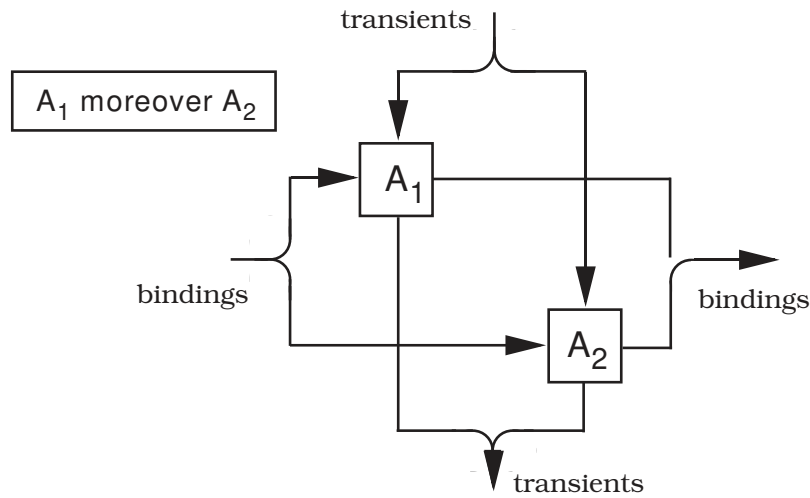 transients
A₁ moreover A₂
A₁
bindings
bindings
A₂
transients